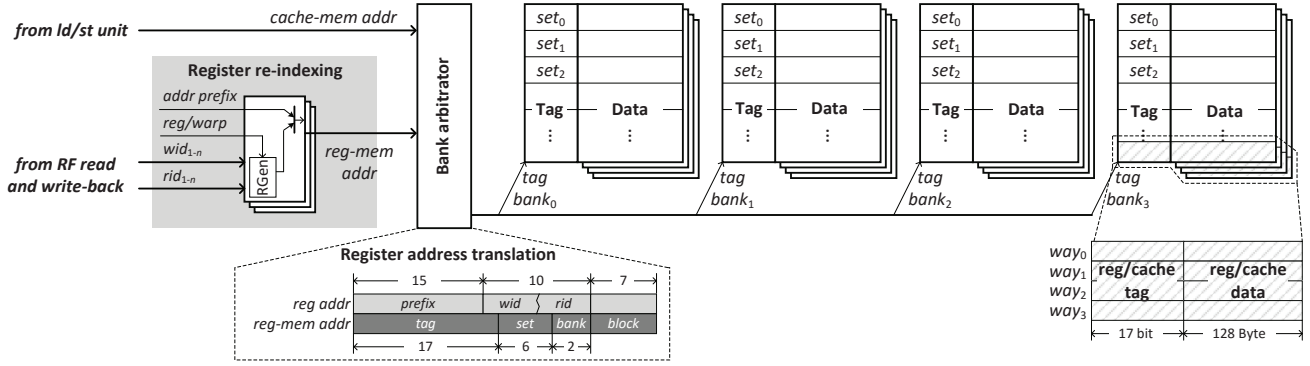 from ld/st unit
cache-mem addr
Register re-indexing
addr prefix
reg/warp
wid1-n
rid1-n
RGen
from RF read
and write-back
reg-mem
addr
Bank arbitrator
set0
set1
set2
Tag Data
⋮ ⋮
tag
bank0
set0
set1
set2
Tag Data
⋮ ⋮
tag
bank1
set0
set1
set2
Tag Data
⋮ ⋮
tag
bank2
set0
set1
set2
Tag Data
⋮ ⋮
tag
bank3
Register address translation
15 10 7
reg addr prefix wid rid
reg-mem addr tag set bank block
17 6 2
way0
way1
way2
way3
reg/cache
tag
reg/cache
data
17 bit 128 Byte